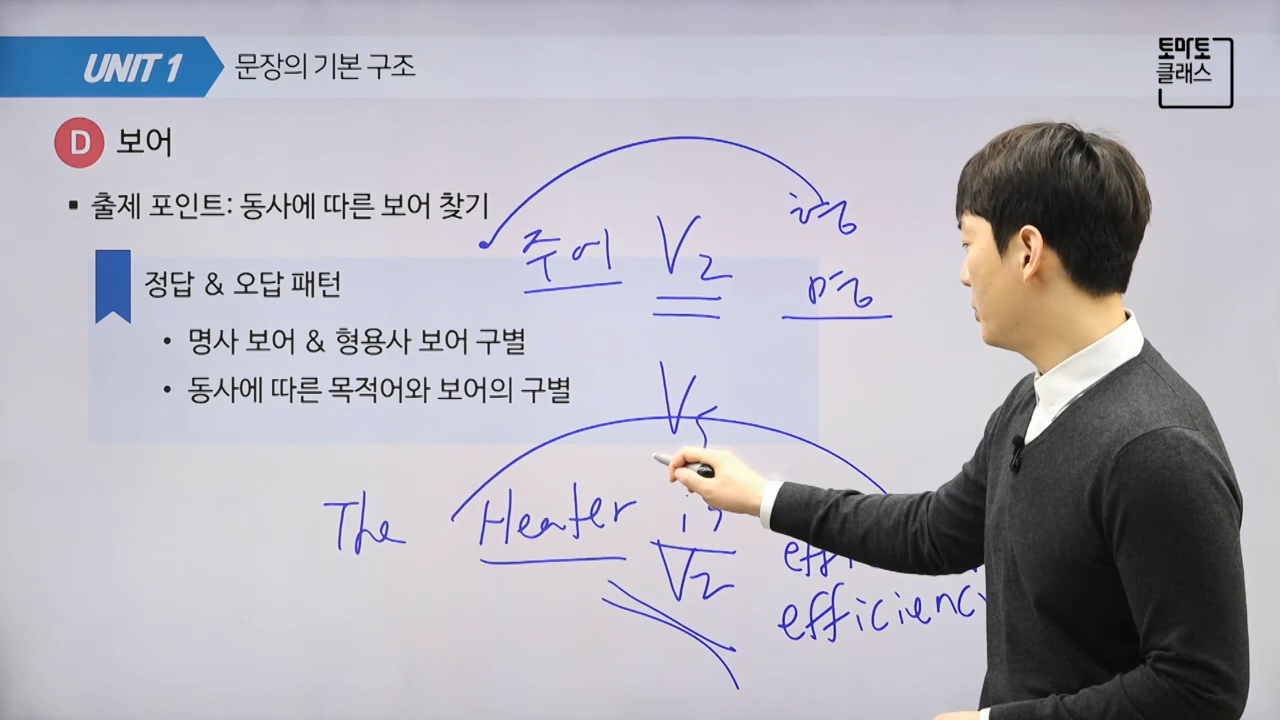 UNIT 1 문장의 기본 구조
토마토
클래스
D 보어
▪ 출제 포인트: 동사에 따른 보어 찾기
정답 & 오답 패턴
• 명사 보어 & 형용사 보어 구별
• 동사에 따른 목적어와 보어의 구별
형
주어 V2
명
V
The Heater is
V2